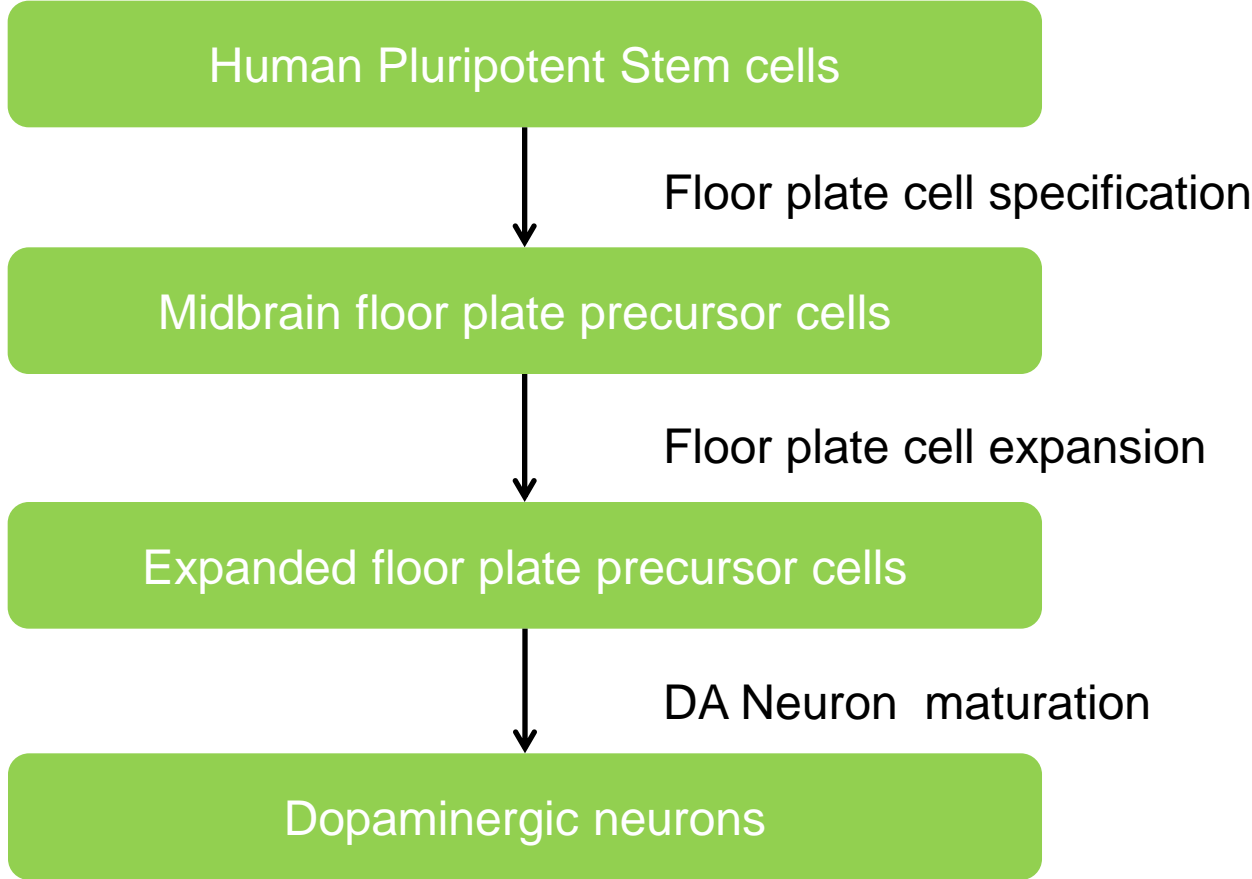 Human Pluripotent Stem cells
Floor plate cell specification
Midbrain floor plate precursor cells
Floor plate cell expansion
Expanded floor plate precursor cells
DA Neuron  maturation
Dopaminergic neurons